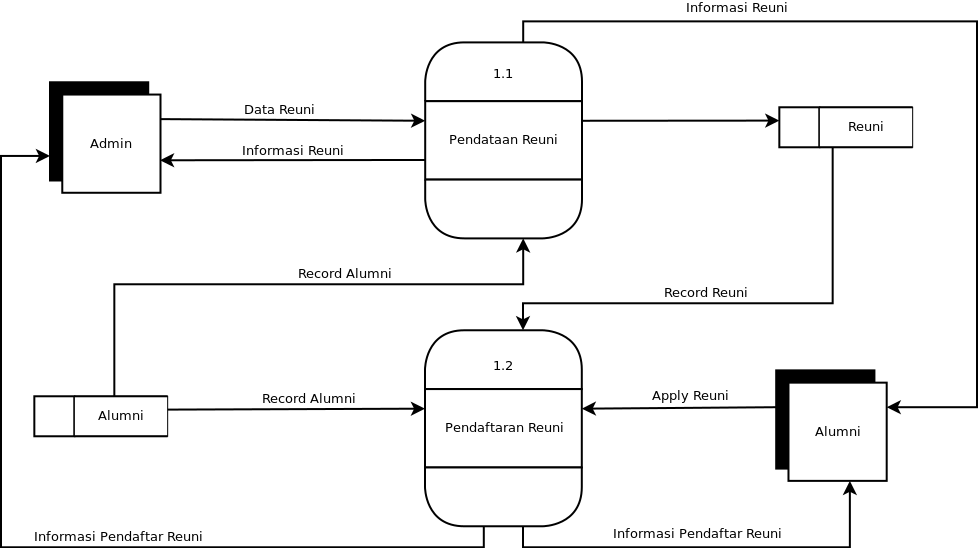 Informasi Reuni
1.1
Data Reuni
Reuni
Admin
Pendataan Reuni
Informasi Reuni
Record Alumni
Record Reuni
1.2
Apply Reuni
Record Alumni
Alumni
Pendaftaran Reuni
Alumni
Informasi Pendaftar Reuni
Informasi Pendaftar Reuni